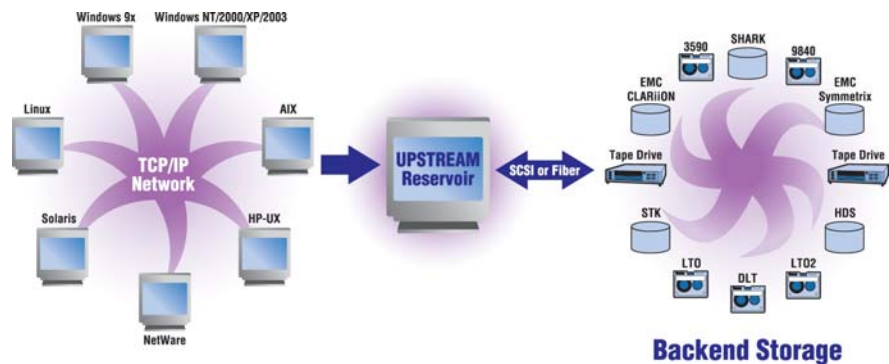 Windows 9x
Windows NT/2000/XP/2003
Linux
AIX
TCP/IP
Network
Solaris
HP-UX
NetWare
UPSTREAM
Reservoir
SCSI or Fiber
SHARK
3590
9840
EMC
CLARiiON
EMC
Symmetrix
Tape Drive
Tape Drive
STK
HDS
LTO
LTO2
DLT
Backend Storage